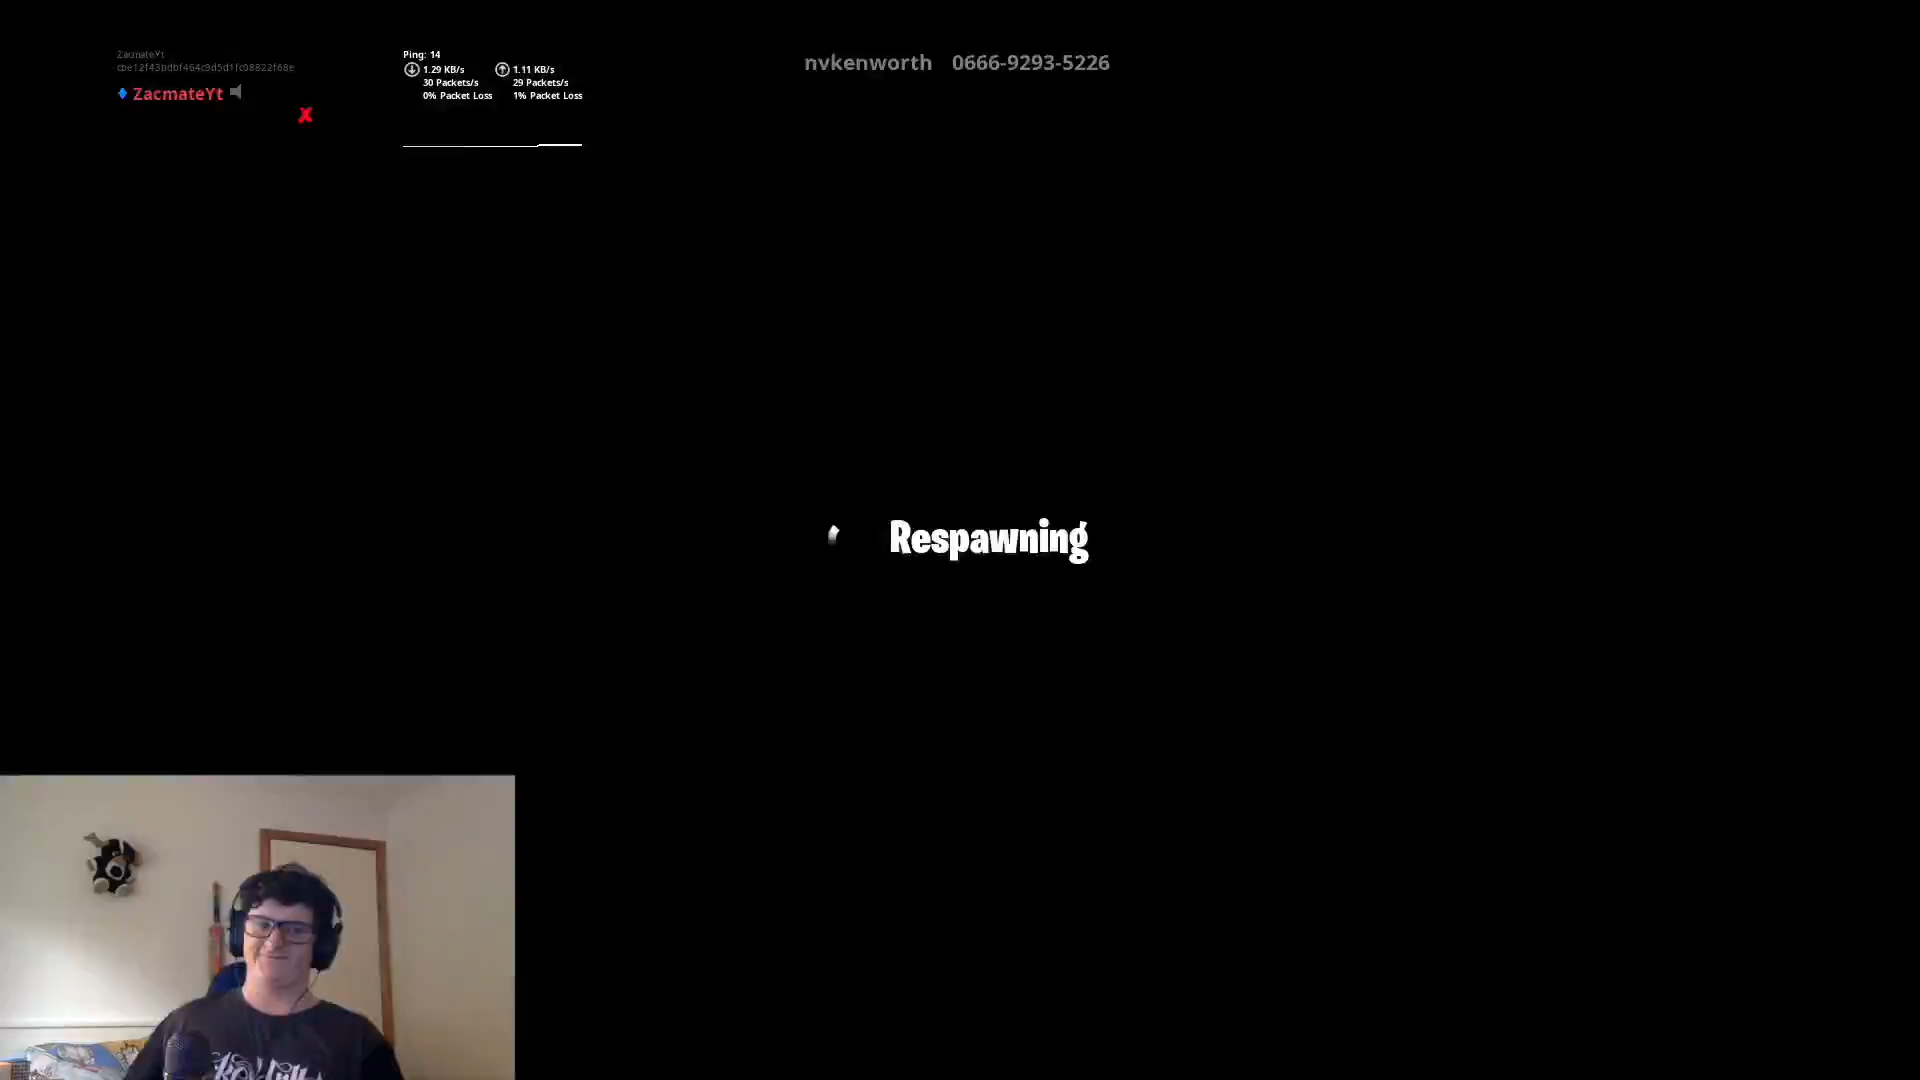 ZacmateYt
ZacmateYt
Ping: 14
1.29 KB/s
30 Packets/s
0% Packet Loss
1.11 KB/s
29 Packets/s
1% Packet Loss
nvkenworth 0666-9293-5226
Respawning